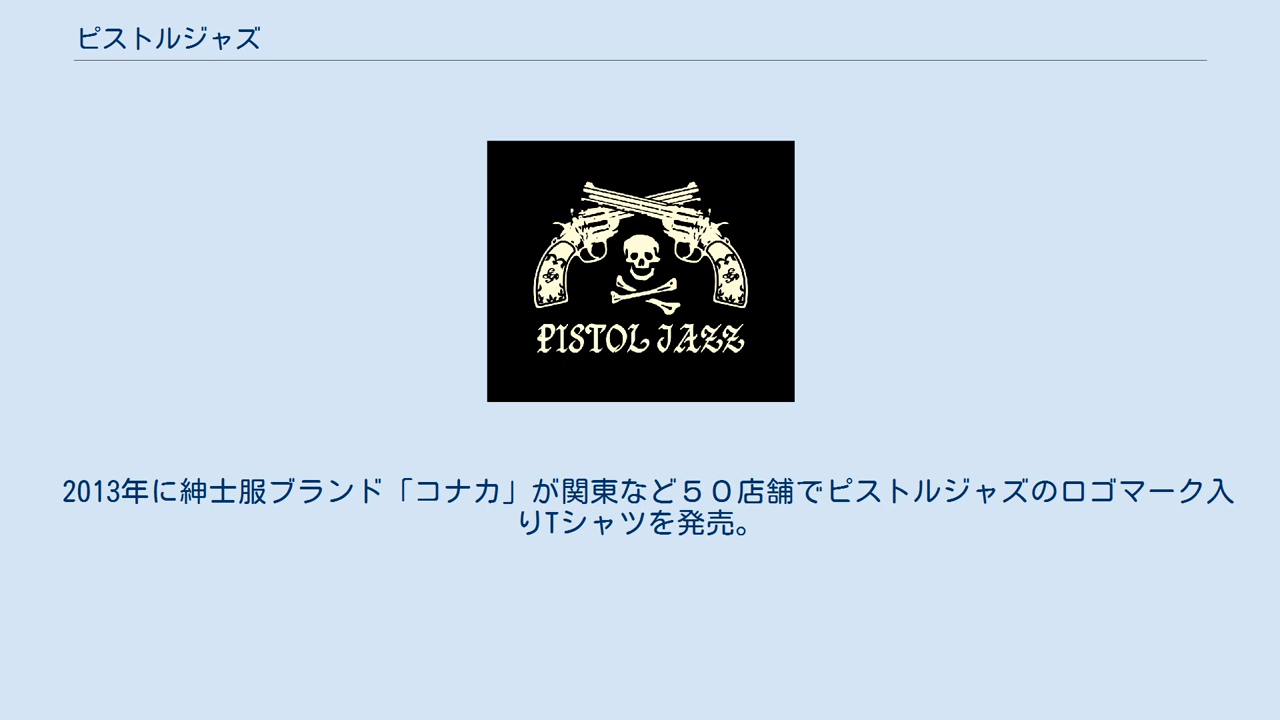 ピストルジャズ
PISTOL JAZZ
2013年に紳士服ブランド「コナカ」が関東など５０店舗でピストルジャズのロゴマーク入
りTシャツを発売。